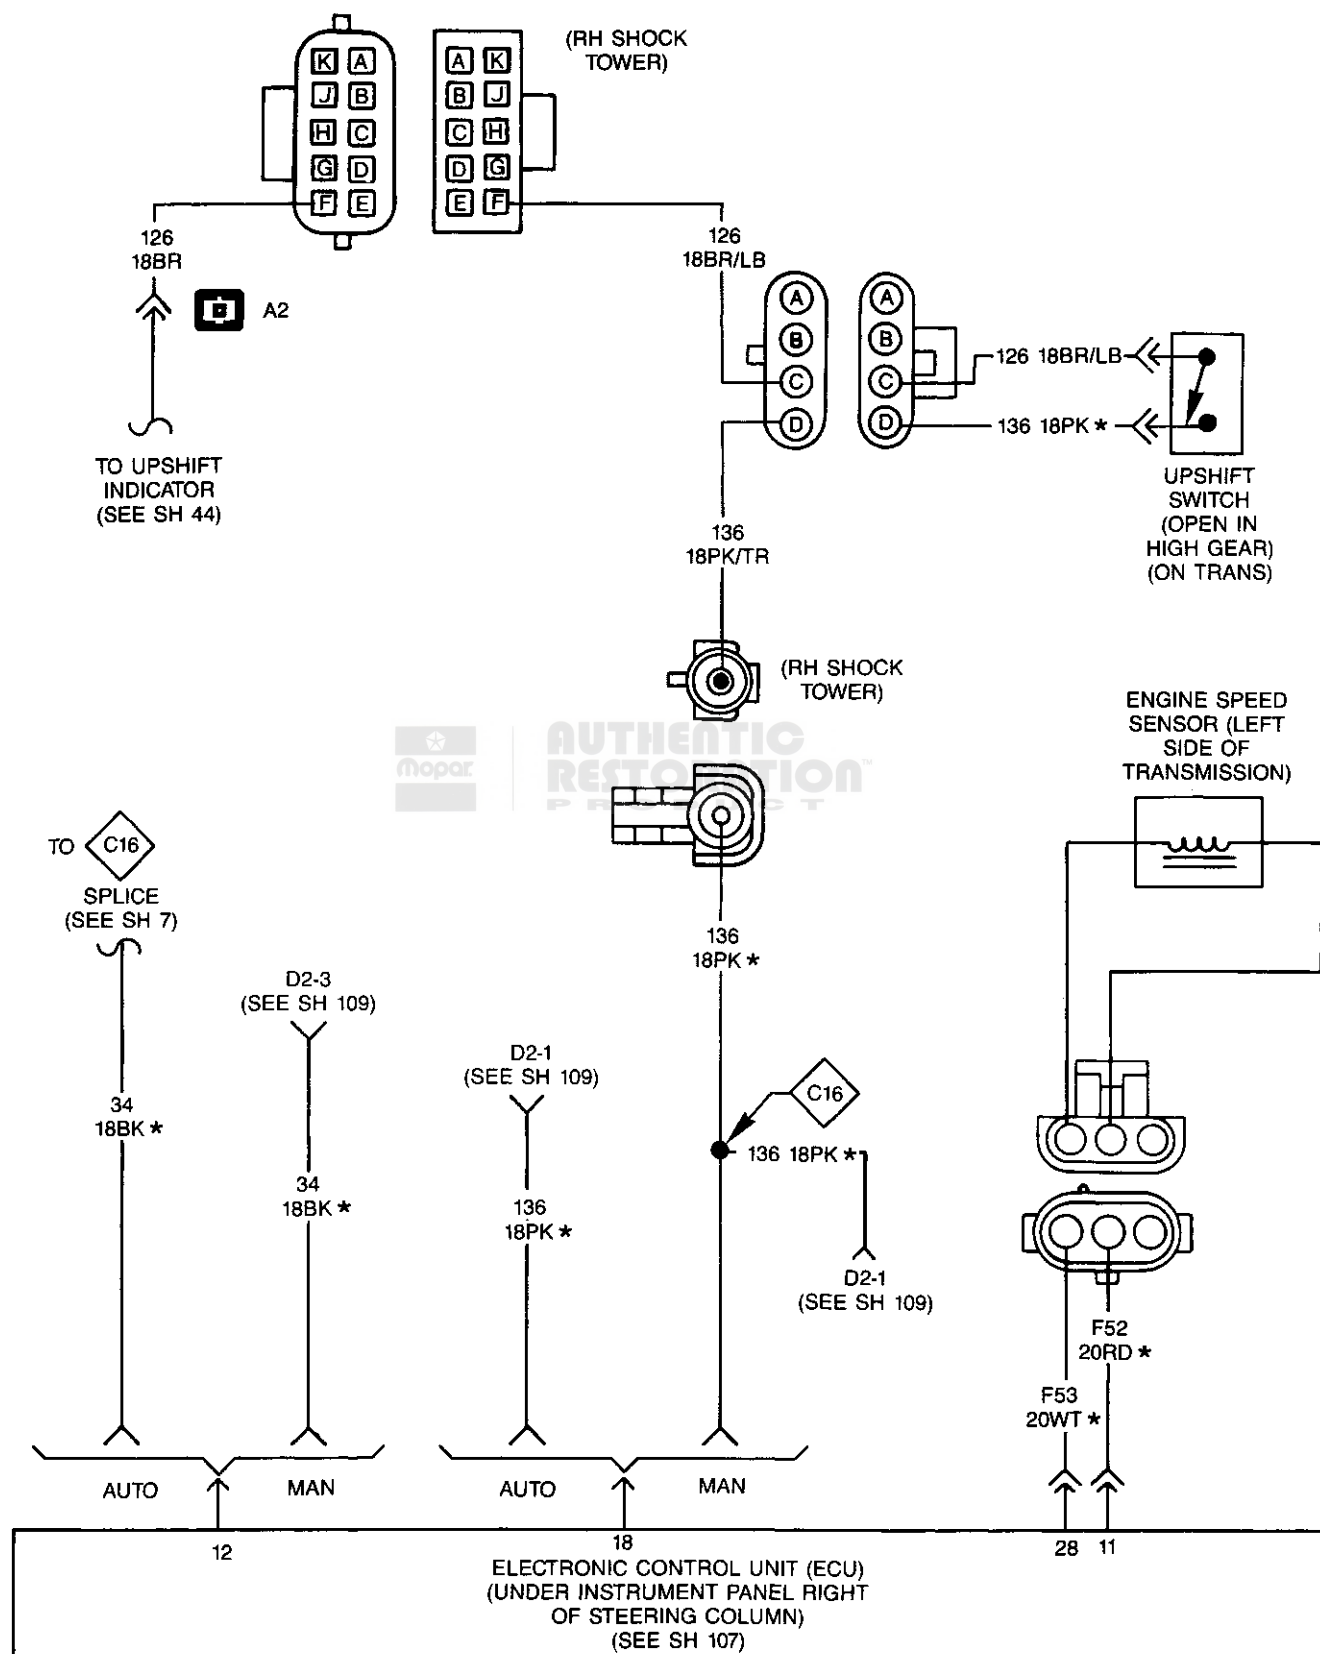 (RH SHOCK
TOWER)
K A
J B
H C
G D
F E
A K
B J
C H
D G
E F
126
18BR
A2
TO UPSHIFT
INDICATOR
(SEE SH 44)
126
18BR/LB
A
B
C
D
A
B
C
D
126 18BR/LB
136 18PK *
UPSHIFT
SWITCH
(OPEN IN
HIGH GEAR)
(ON TRANS)
136
18PK/TR
(RH SHOCK
TOWER)
Mopar.
AUTHENTIC
RESTORATION™
PRODUCT
ENGINE SPEED
SENSOR (LEFT
SIDE OF
TRANSMISSION)
TO C16
SPLICE
(SEE SH 7)
D2-3
(SEE SH 109)
34
18BK *
34
18BK *
136
18PK *
D2-1
(SEE SH 109)
C16
136 18PK *
136
18PK *
D2-1
(SEE SH 109)
F52
20RD *
F53
20WT *
AUTO
MAN
AUTO
MAN
12
18
28 11
ELECTRONIC CONTROL UNIT (ECU)
(UNDER INSTRUMENT PANEL RIGHT
OF STEERING COLUMN)
(SEE SH 107)